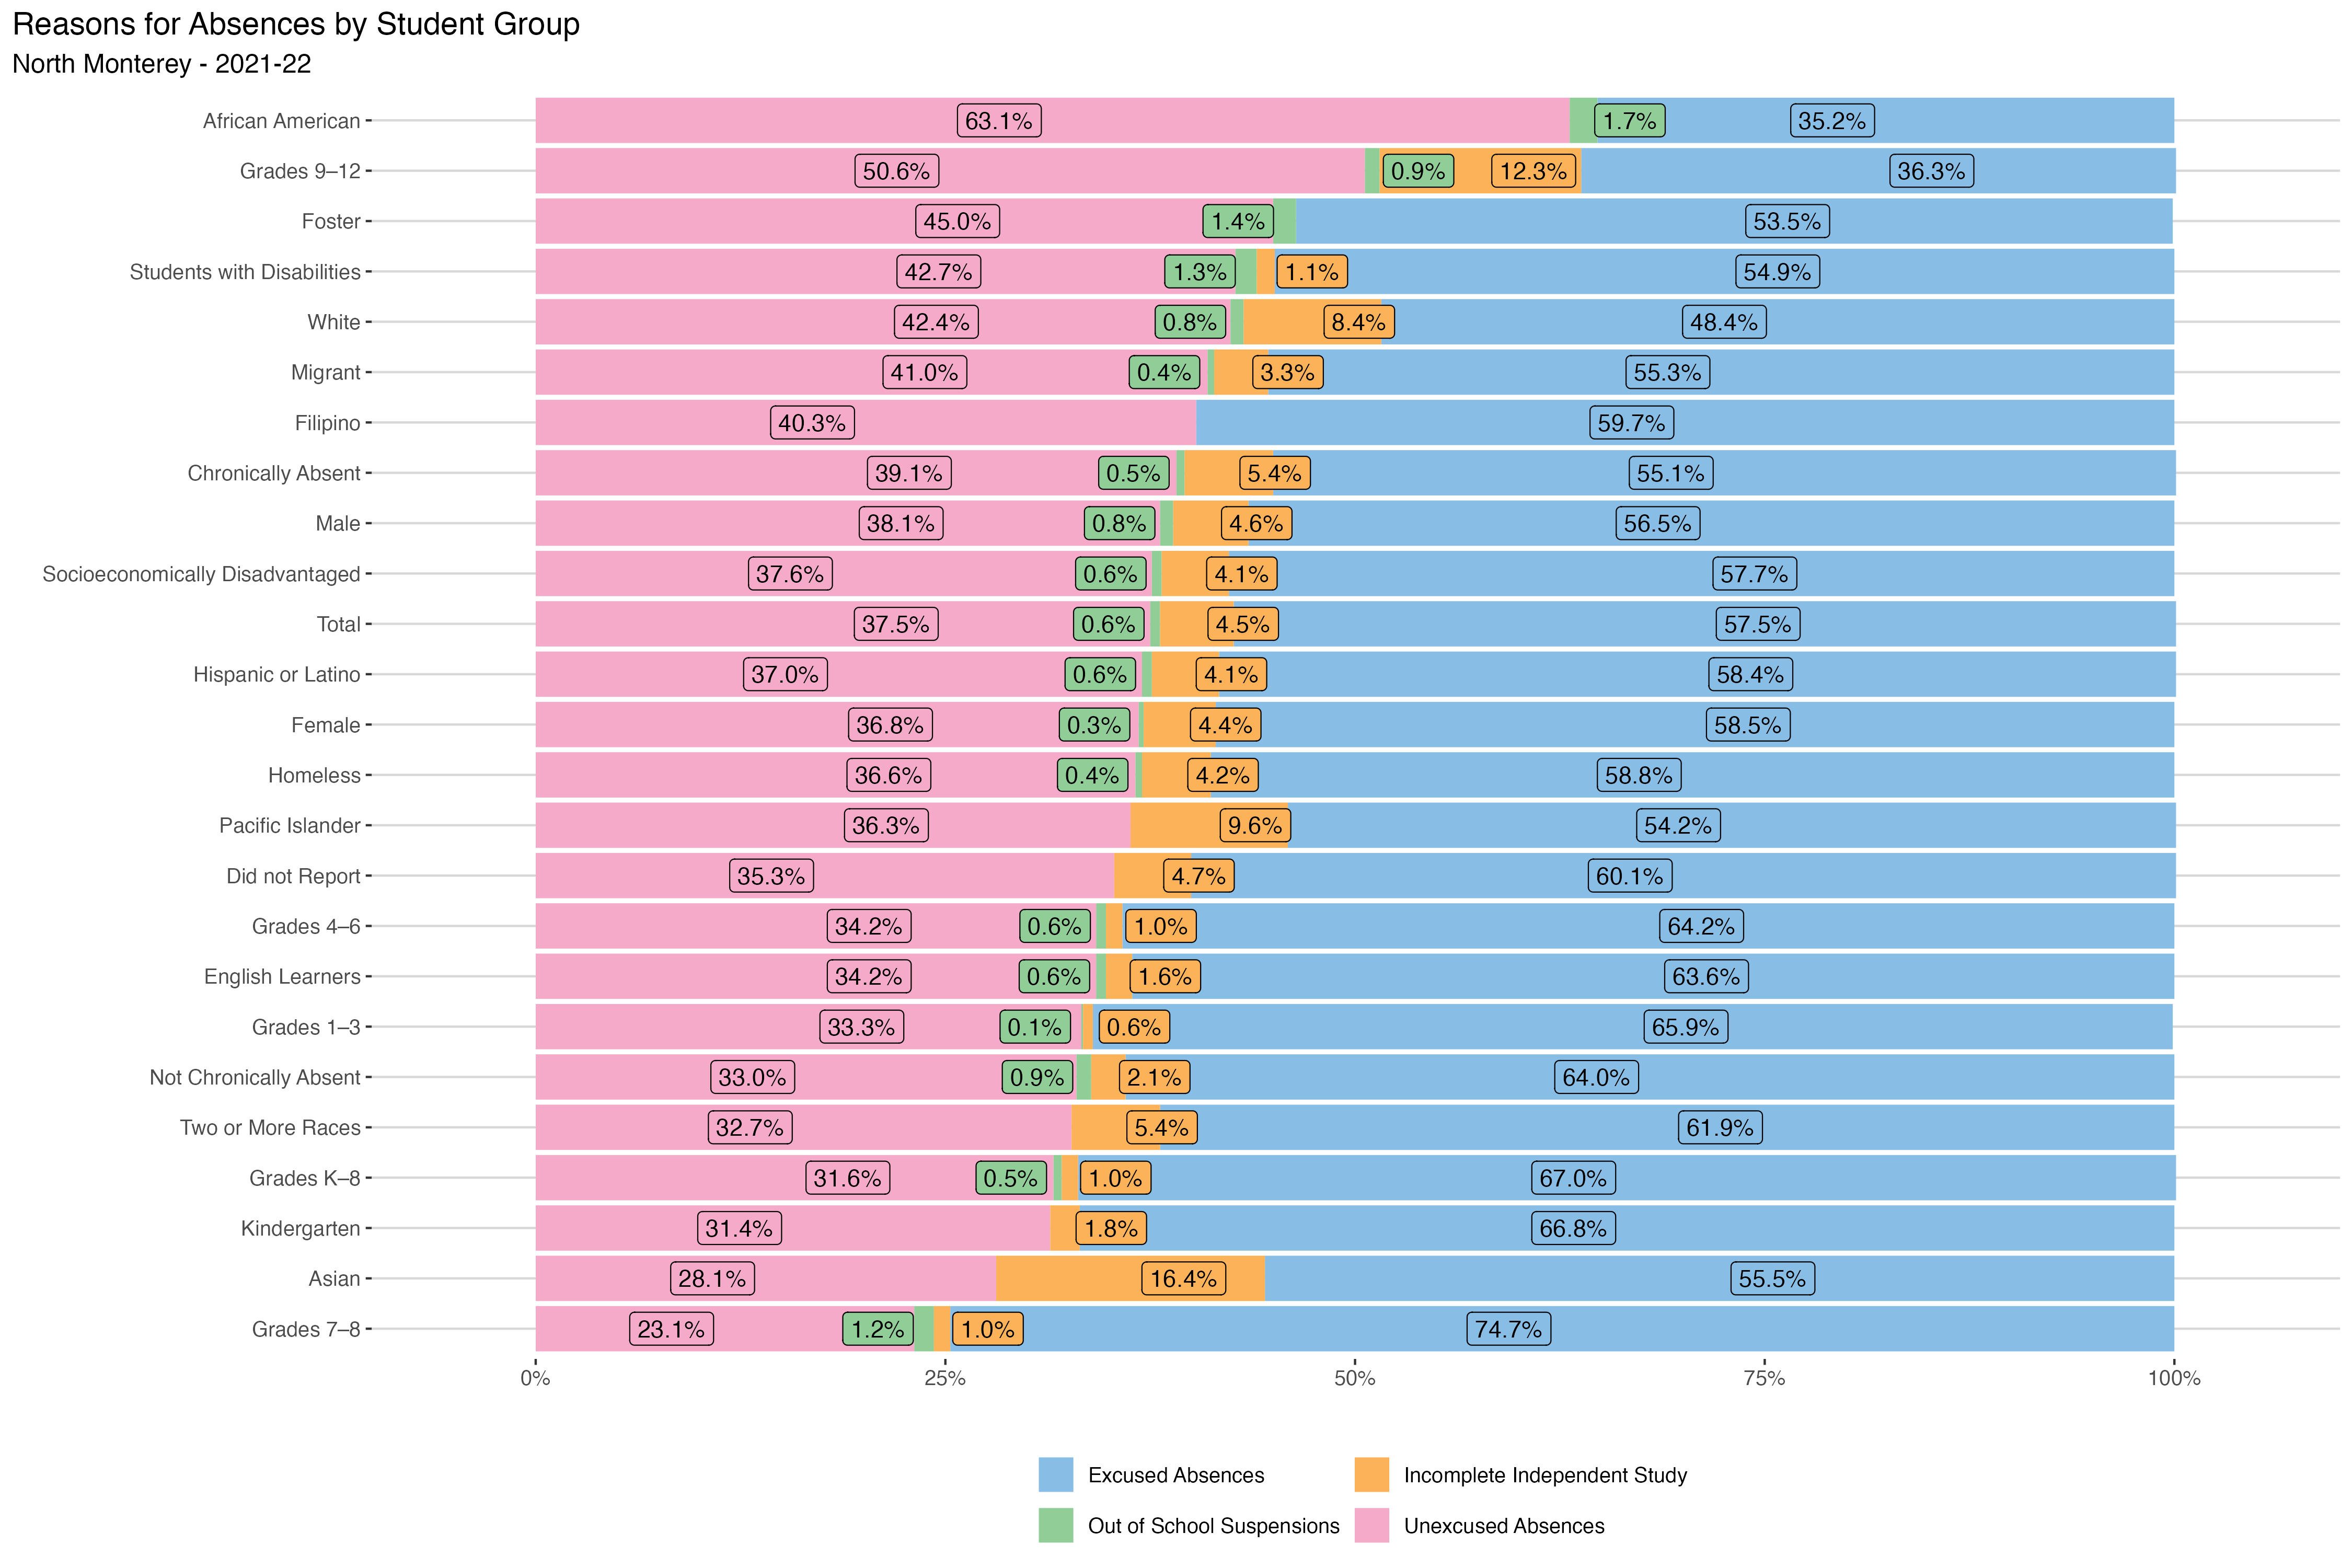 Reasons for Absences by Student Group
North Monterey - 2021-22
African American 63.1% 1.7% 35.2%
Grades 9–12 50.6% 0.9% 12.3% 36.3%
Foster 45.0% 1.4% 53.5%
Students with Disabilities 42.7% 1.3% 1.1% 54.9%
White 42.4% 0.8% 8.4% 48.4%
Migrant 41.0% 0.4% 3.3% 55.3%
Filipino 40.3% 59.7%
Chronically Absent 39.1% 0.5% 5.4% 55.1%
Male 38.1% 0.8% 4.6% 56.5%
Socioeconomically Disadvantaged 37.6% 0.6% 4.1% 57.7%
Total 37.5% 0.6% 4.5% 57.5%
Hispanic or Latino 37.0% 0.6% 4.1% 58.4%
Female 36.8% 0.3% 4.4% 58.5%
Homeless 36.6% 0.4% 4.2% 58.8%
Pacific Islander 36.3% 9.6% 54.2%
Did not Report 35.3% 4.7% 60.1%
Grades 4–6 34.2% 0.6% 1.0% 64.2%
English Learners 34.2% 0.6% 1.6% 63.6%
Grades 1–3 33.3% 0.1% 0.6% 65.9%
Not Chronically Absent 33.0% 0.9% 2.1% 64.0%
Two or More Races 32.7% 5.4% 61.9%
Grades K–8 31.6% 0.5% 1.0% 67.0%
Kindergarten 31.4% 1.8% 66.8%
Asian 28.1% 16.4% 55.5%
Grades 7–8 23.1% 1.2% 1.0% 74.7%
0% 25% 50% 75% 100%
Excused Absences Incomplete Independent Study
Out of School Suspensions Unexcused Absences